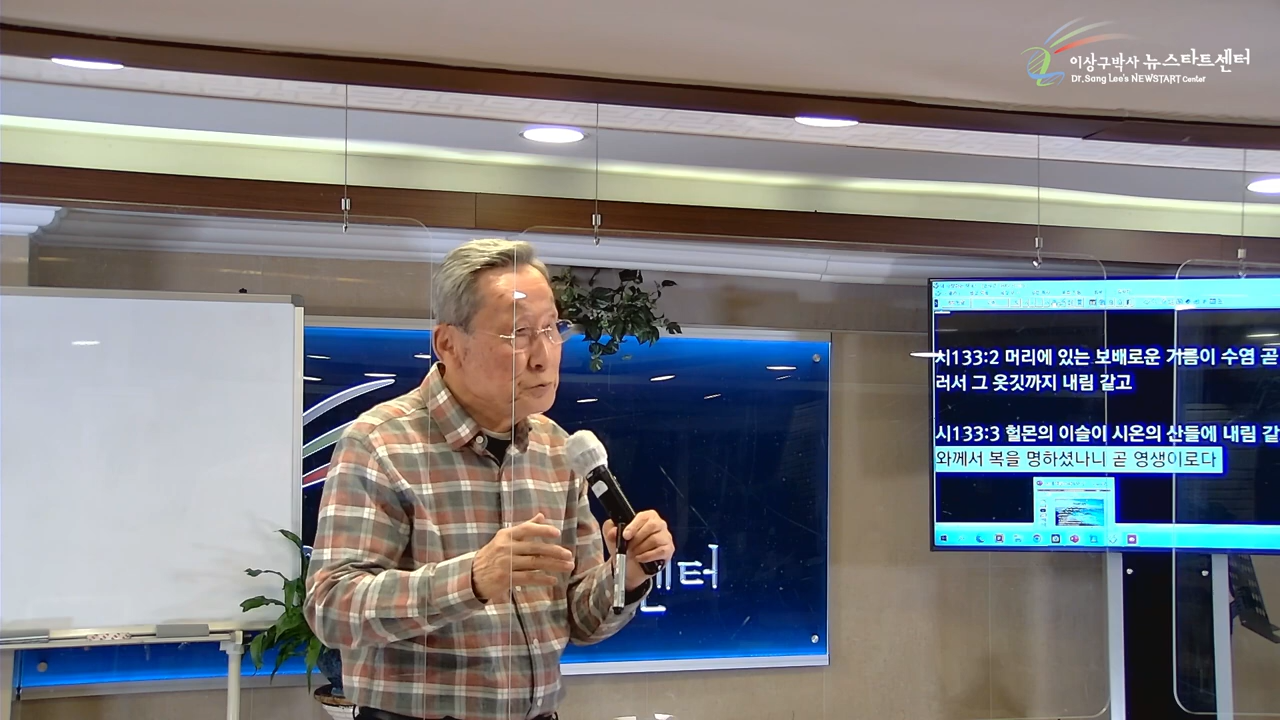 이상구박사 뉴스타트센터
Dr. Sang Lee's NEWSTART Center
시133:2 머리에 있는 보배로운 기름이 수염 곧
러서 그 옷깃까지 내림 같고
시133:3 헐몬의 이슬이 시온의 산들에 내림 같
와께서 복을 명하셨나니 곧 영생이로다
센터